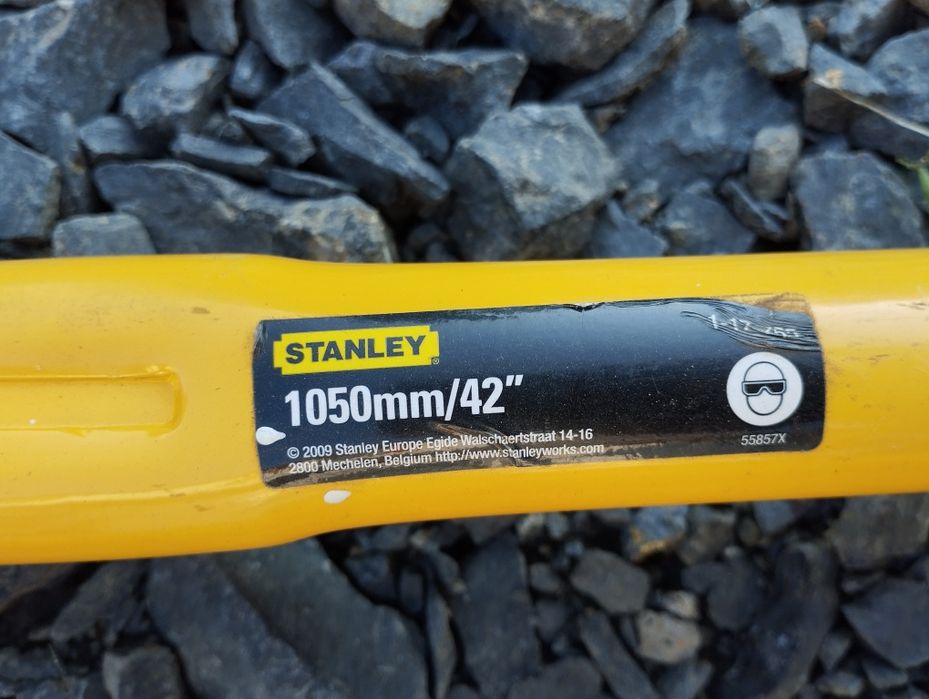 STANLEY®
1050mm/42"
© 2009 Stanley Europe Egide Walschaertstraat 14-16
2800 Mechelen, Belgium http://www.stanleyworks.com
55857X